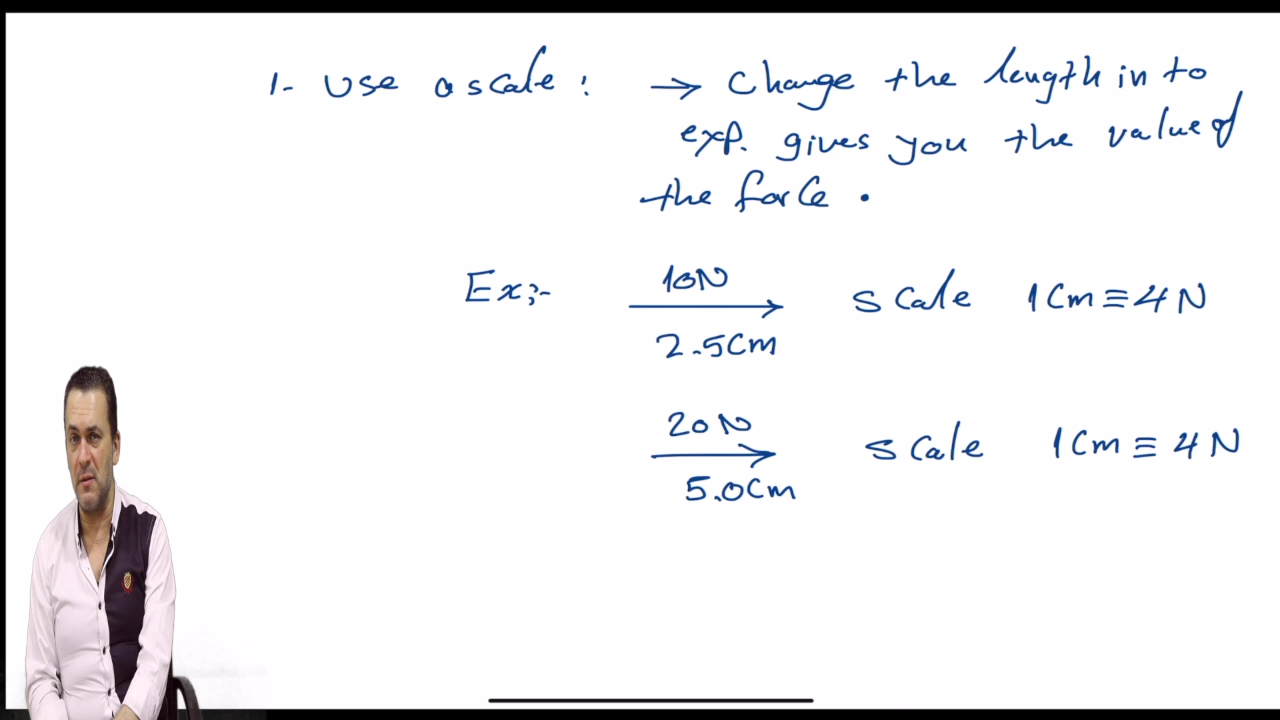 1- Use a scale : → Change the length in to
exp. gives you the value of
the force .
Ex:- 10N scale 1Cm ≡ 4N
2.5Cm
20N scale 1Cm ≡ 4N
5.0Cm